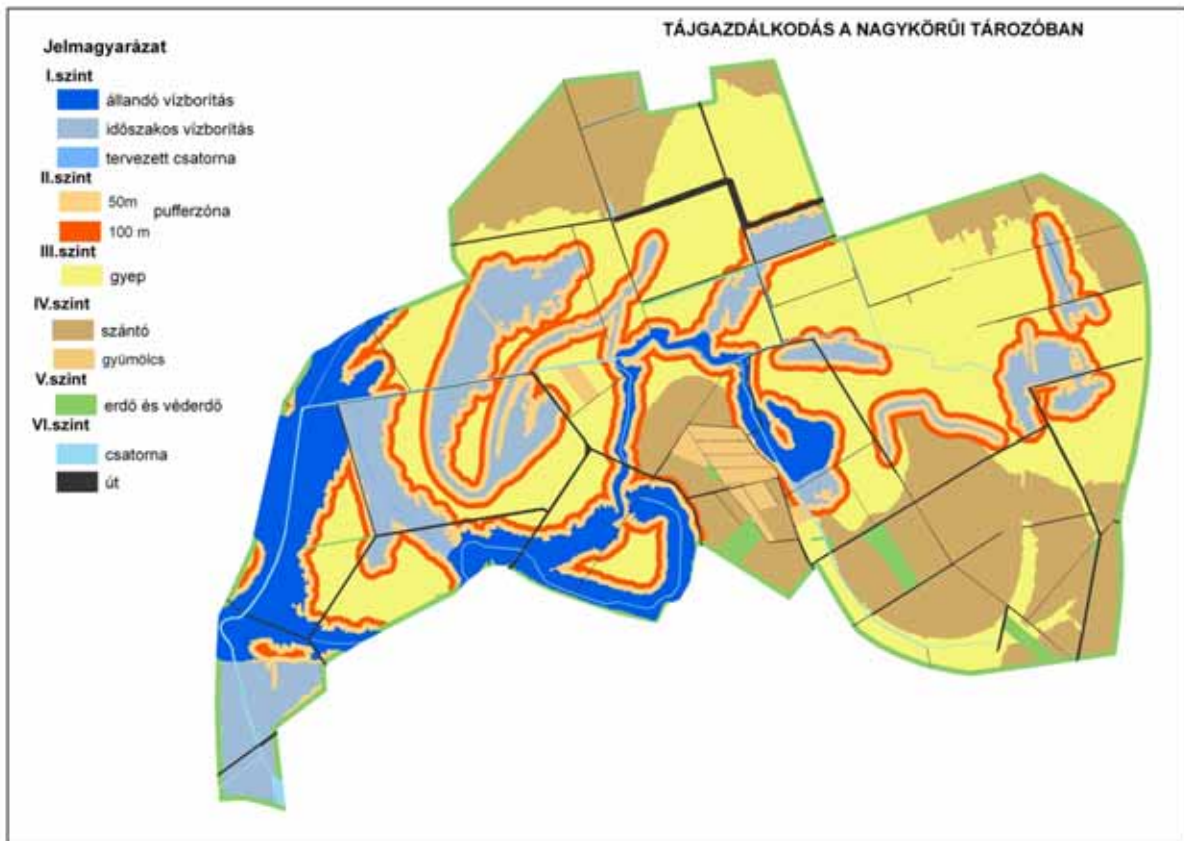 TÁJGAZDÁLKODÁS A NAGYKÖRŰI TÁROZÓBAN
Jelmagyarázat
I.szint
állandó vízborítás
időszakos vízborítás
tervezett csatorna
II.szint
50m
pufferzóna
100 m
III.szint
gyep
IV.szint
szántó
gyümölcs
V.szint
erdő és véderdő
VI.szint
csatorna
út